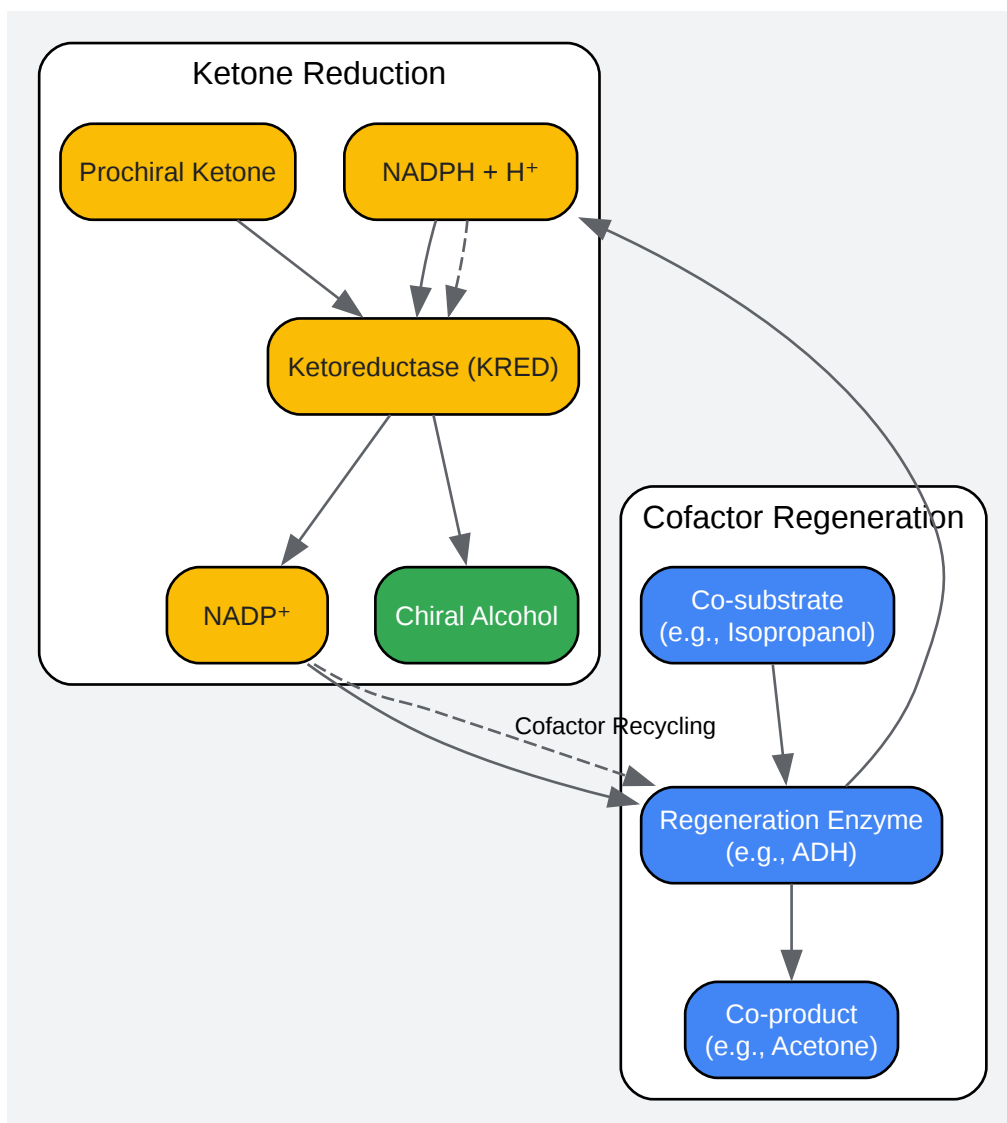 Ketone Reduction
Prochiral Ketone
NADPH + H⁺
Ketoreductase (KRED)
NADP⁺
Chiral Alcohol
Cofactor Recycling
Cofactor Regeneration
Co-substrate
(e.g., Isopropanol)
Regeneration Enzyme
(e.g., ADH)
Co-product
(e.g., Acetone)